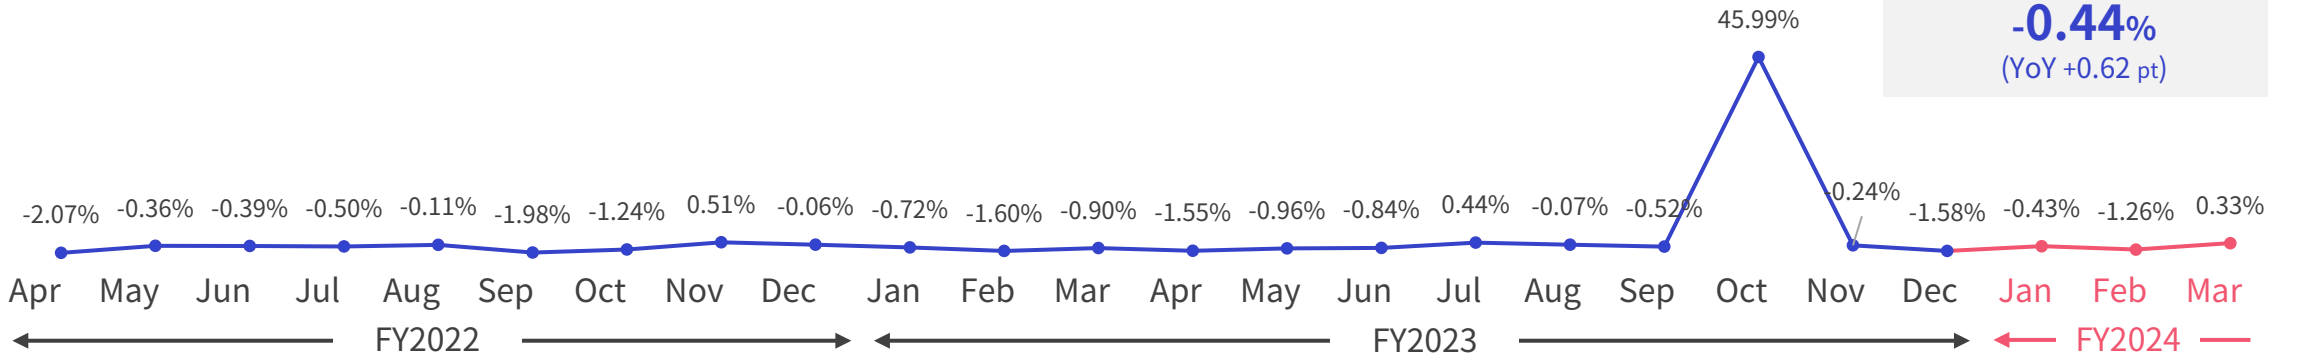 45.99%
-0.44%
(YoY +0.62 pt)
-2.07% -0.36% -0.39% -0.50% -0.11% -1.98% -1.24% 0.51% -0.06% -0.72% -1.60% -0.90% -1.55% -0.96% -0.84% 0.44% -0.07% -0.52% -0.24% -1.58% -0.43% -1.26% 0.33%
Apr May Jun Jul Aug Sep Oct Nov Dec Jan Feb Mar Apr May Jun Jul Aug Sep Oct Nov Dec Jan Feb Mar
FY2022 FY2023 FY2024